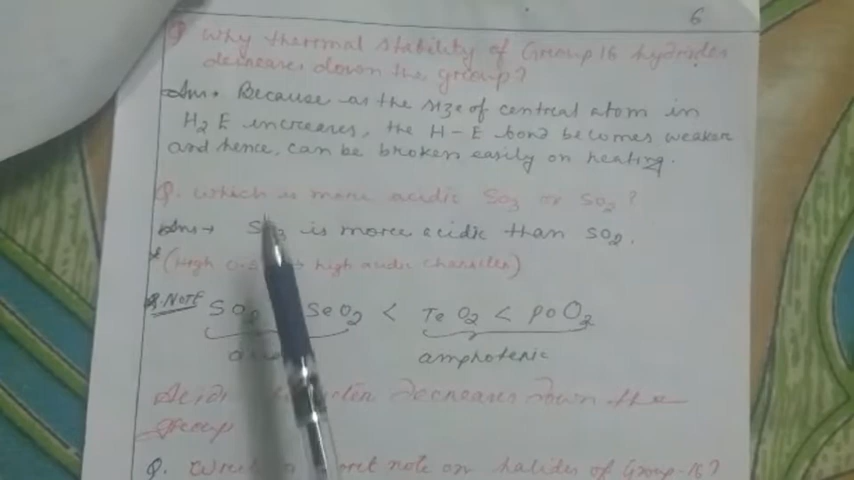 6
Q Why thermal stability of Group 16 hydrides
decreases down the group?
Ans→ Because as the size of central atom in
H2E increases, the H-E bond becomes weaker
and hence, can be broken easily on heating.
Q. Which is more acidic SO3 or SO2?
Ans→ SO3 is more acidic than SO2.
*(High high acidic character)
Q. NOTE SO2 SeO2 < TeO2 < PoO2
amphoteric
decreases down the
group
Q. note on halides of Group-16?